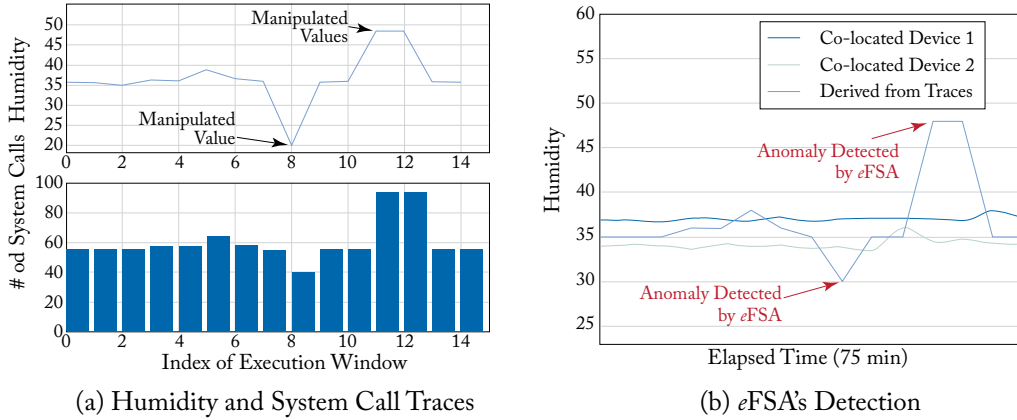 50
45
40
35
30
25
20
Humidity
Manipulated
Values
Manipulated
Value
0 2 4 6 8 10 12 14
100
80
60
40
20
0
# od System Calls
0 2 4 6 8 10 12 14
Index of Execution Window
(a) Humidity and System Call Traces
60
55
50
45
40
35
30
25
Humidity
Co-located Device 1
Co-located Device 2
Derived from Traces
Anomaly Detected
by eFSA
Anomaly Detected
by eFSA
Elapsed Time (75 min)
(b) eFSA's Detection